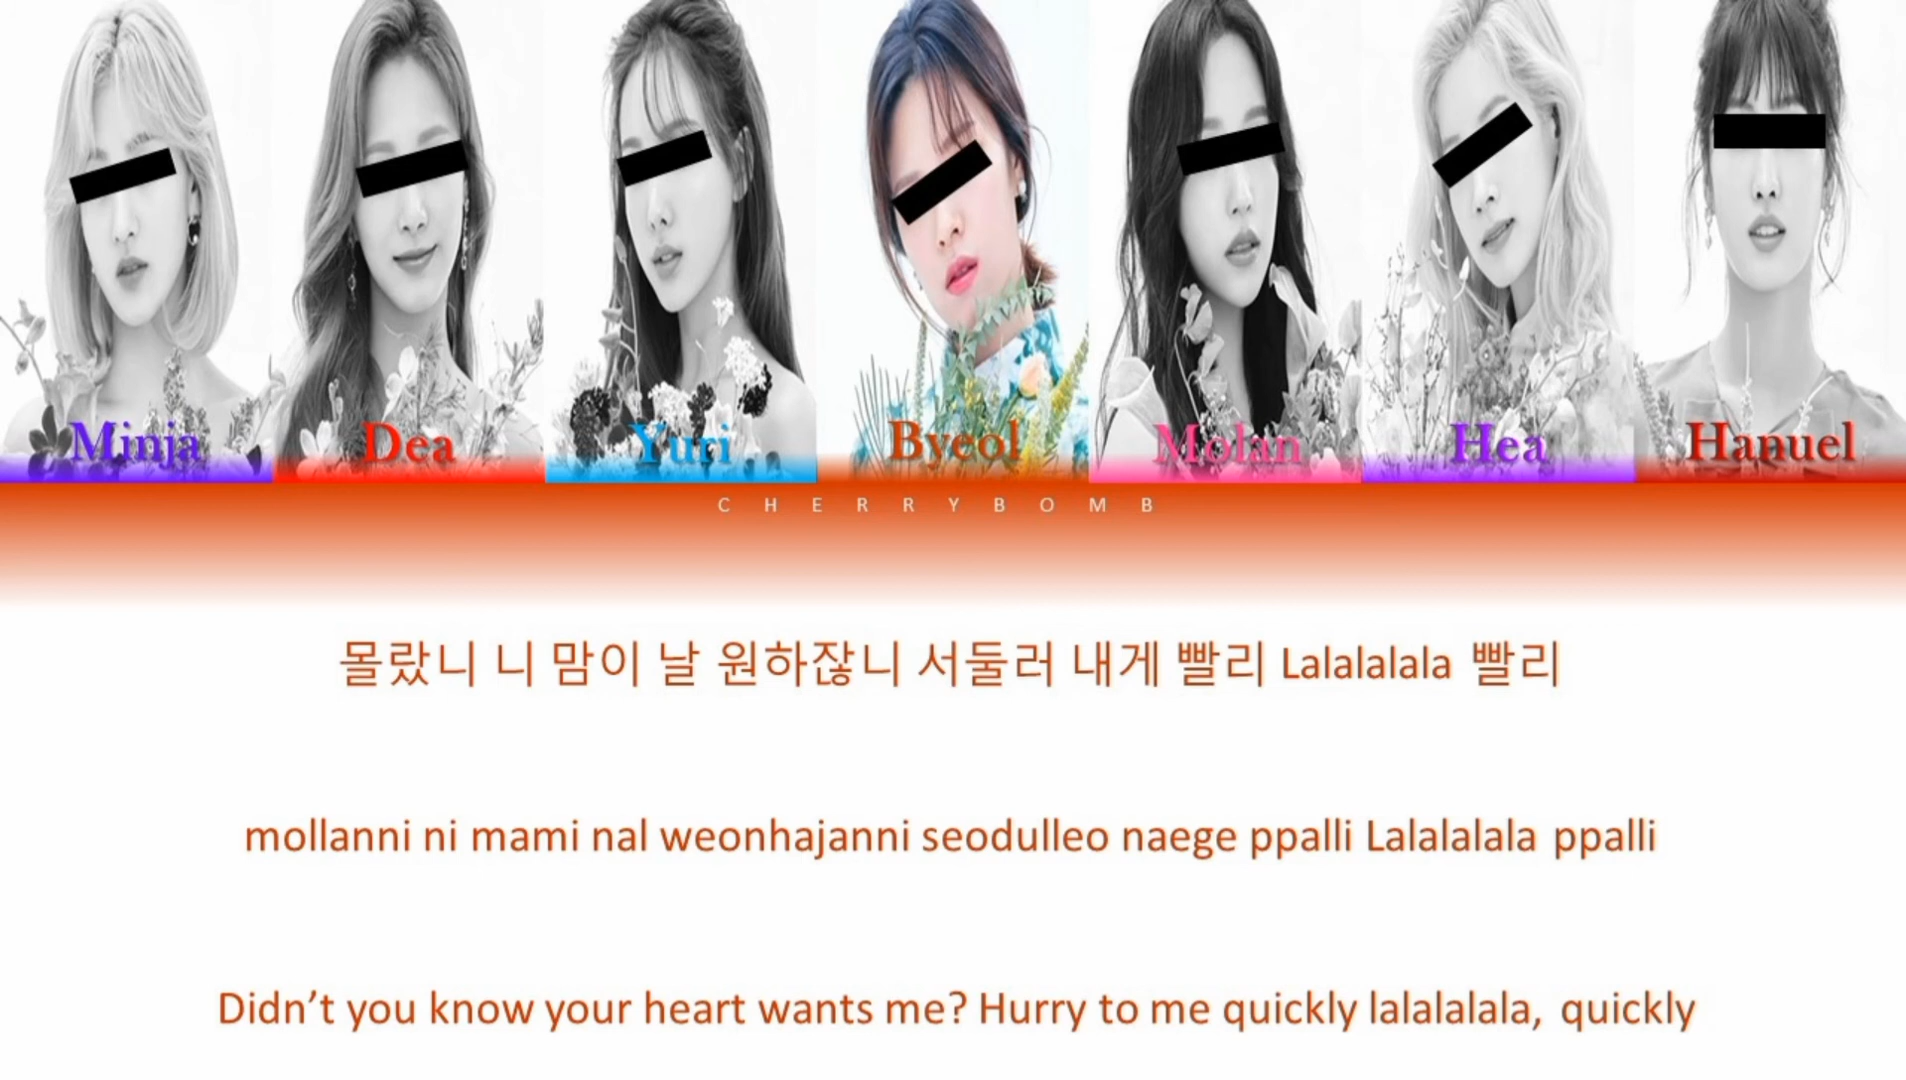 Minja Dea Yuri Byeol Molan Hea Hanuel
CHERRYBOMB
몰랐니 니 맘이 날 원하잖니 서둘러 내게 빨리 Lalalalala 빨리
mollanni ni mami nal weonhajanni seodulleo naege ppalli Lalalalala ppalli
Didn’t you know your heart wants me? Hurry to me quickly lalalalala, quickly